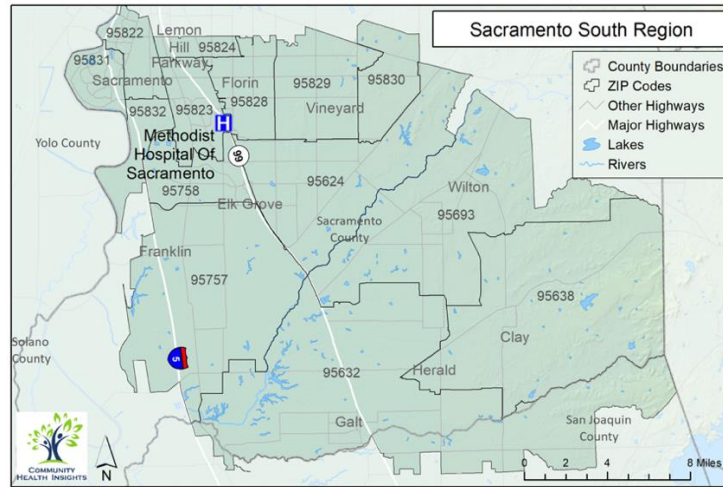 Sacramento South Region
County Boundaries
ZIP Codes
Other Highways
Major Highways
Lakes
Rivers
95822
Lemon
Hill
95824
Parkway
95831
Sacramento
Florin
95829
95830
95832
95823
95828
Vineyard
H
Yolo County
Methodist
Hospital Of
Sacramento
99
95758
95624
Elk Grove
Wilton
Sacramento
County
95693
Franklin
95757
95638
Solano
County
5
95632
Clay
Herald
Galt
San Joaquin
County
COMMUNITY
HEALTH INSIGHTS
N
0 2 4 8 Miles